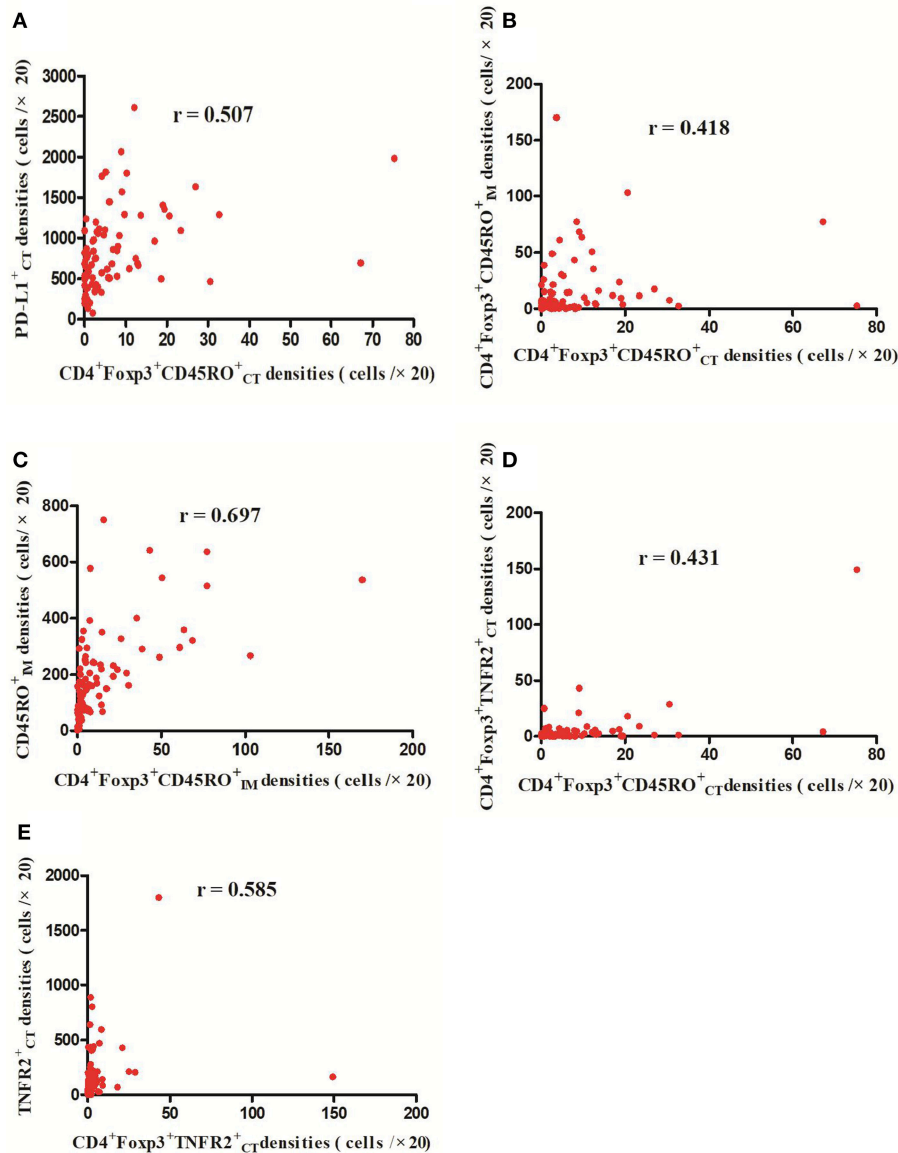 A
PD-L1⁺CT densities ( cells /× 20)
3000
2500
2000
1500
1000
500
0
r = 0.507
0 10 20 30 40 50 60 70 80
CD4⁺Foxp3⁺CD45RO⁺CT densities ( cells /× 20)
B
CD4⁺Foxp3⁺CD45RO⁺IM densities ( cells/× 20)
200
150
100
50
0
r = 0.418
0 20 40 60 80
CD4⁺Foxp3⁺CD45RO⁺CT densities ( cells /× 20)
C
CD45RO⁺IM densities ( cells/× 20)
800
600
400
200
0
r = 0.697
0 50 100 150 200
CD4⁺Foxp3⁺CD45RO⁺IM densities ( cells /× 20)
D
CD4⁺Foxp3⁺TNFR2⁺CT densities ( cells /× 20)
200
150
100
50
0
r = 0.431
0 20 40 60 80
CD4⁺Foxp3⁺CD45RO⁺CT densities ( cells /× 20)
E
TNFR2⁺CT densities ( cells /× 20)
2000
1500
1000
500
0
r = 0.585
0 50 100 150 200
CD4⁺Foxp3⁺TNFR2⁺CT densities ( cells /×20)